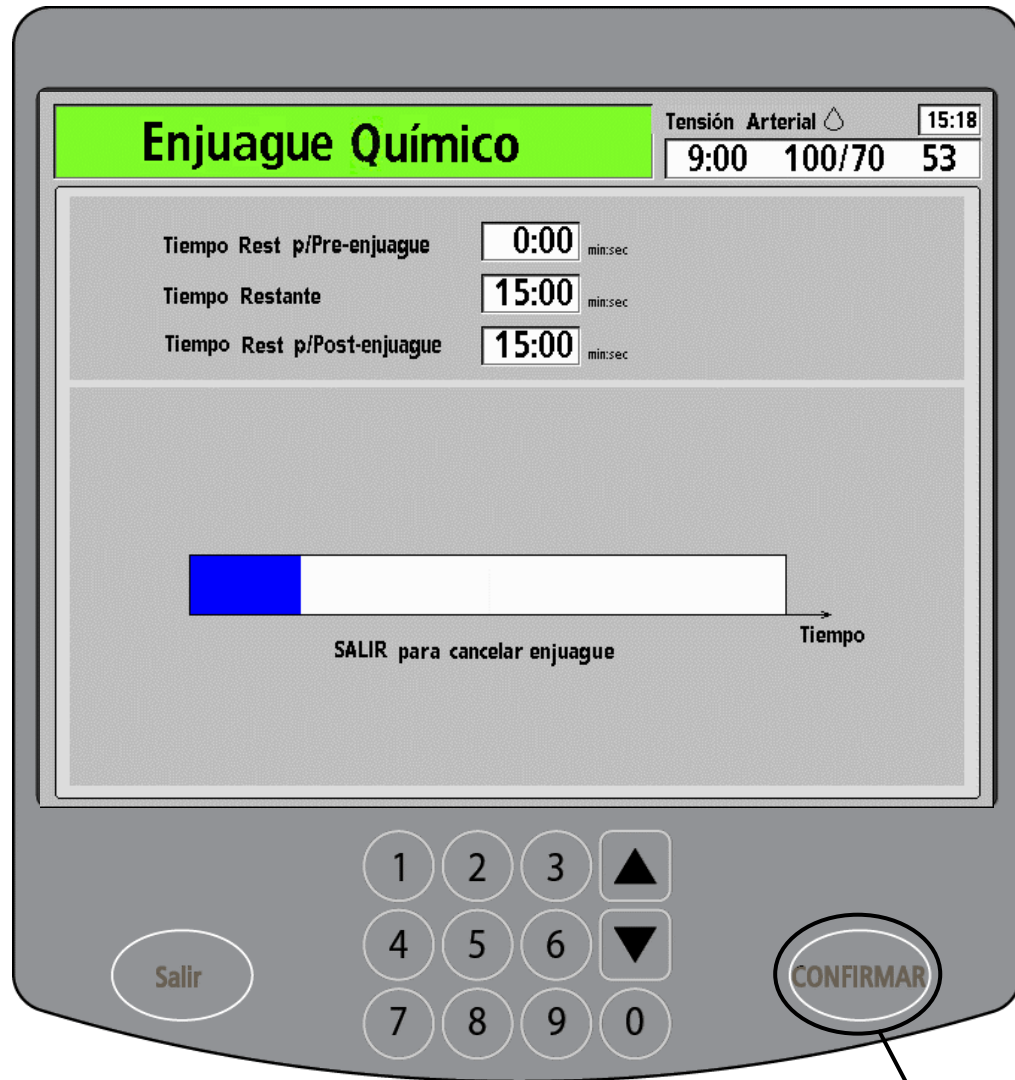 Enjuague Químico
Tensión Arterial
15:18
9:00 100/70 53
Tiempo Rest p/Pre-enjuague 0:00 min:sec
Tiempo Restante 15:00 min:sec
Tiempo Rest p/Post-enjuague 15:00 min:sec
Tiempo
SALIR para cancelar enjuague
1 2 3
4 5 6
Salir
CONFIRMAR
7 8 9 0